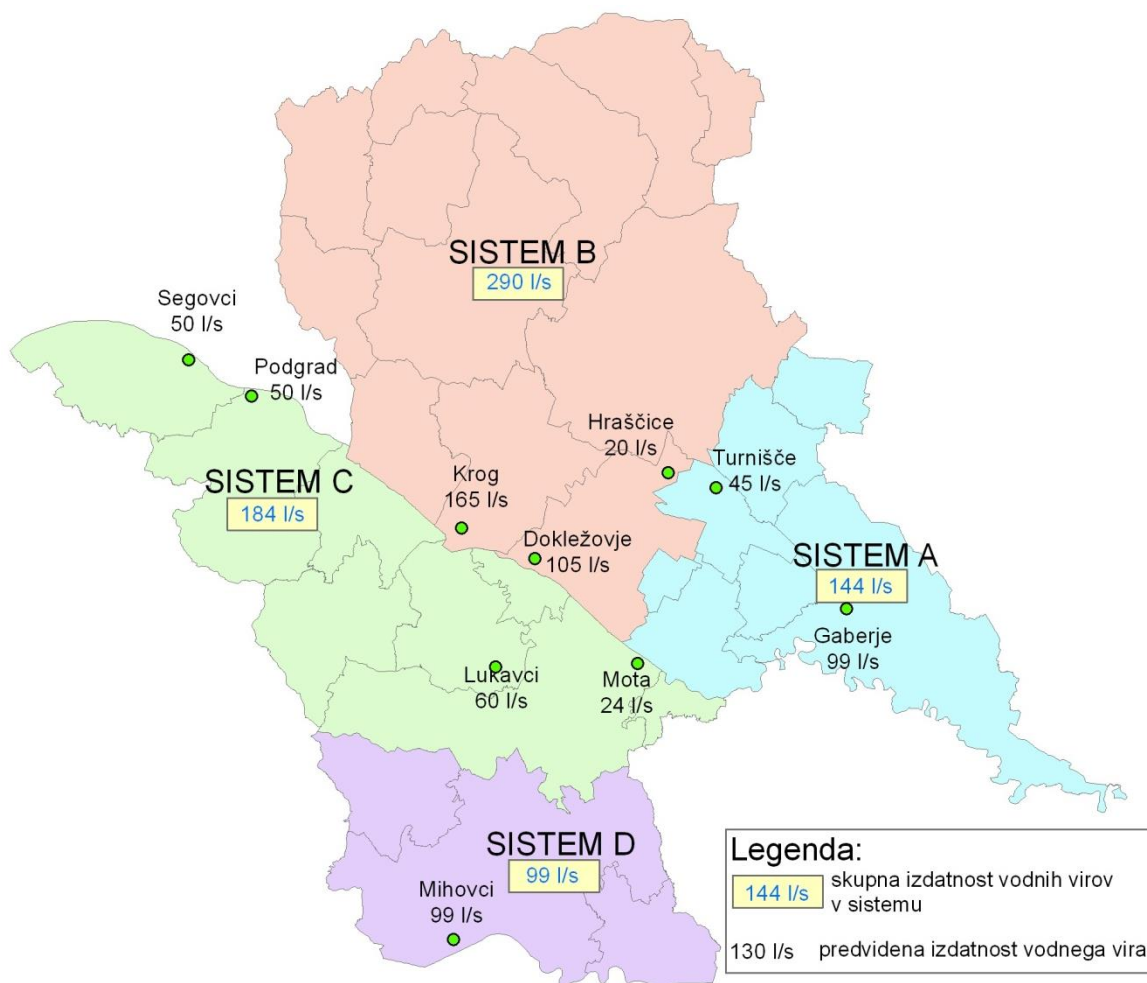 SISTEM B
290 l/s
Segovci
50 l/s
Podgrad
50 l/s
Hraščice
20 l/s
Turnišče
45 l/s
Krog
165 l/s
SISTEM C
184 l/s
Dokležovje
105 l/s
SISTEM A
144 l/s
Gaberje
99 l/s
Lukavci
60 l/s
Mota
24 l/s
SISTEM D
99 l/s
Mihovci
99 l/s
Legenda:
144 l/s
skupna izdatnost vodnih virov
v sistemu
130 l/s predvidena izdatnost vodnega vira